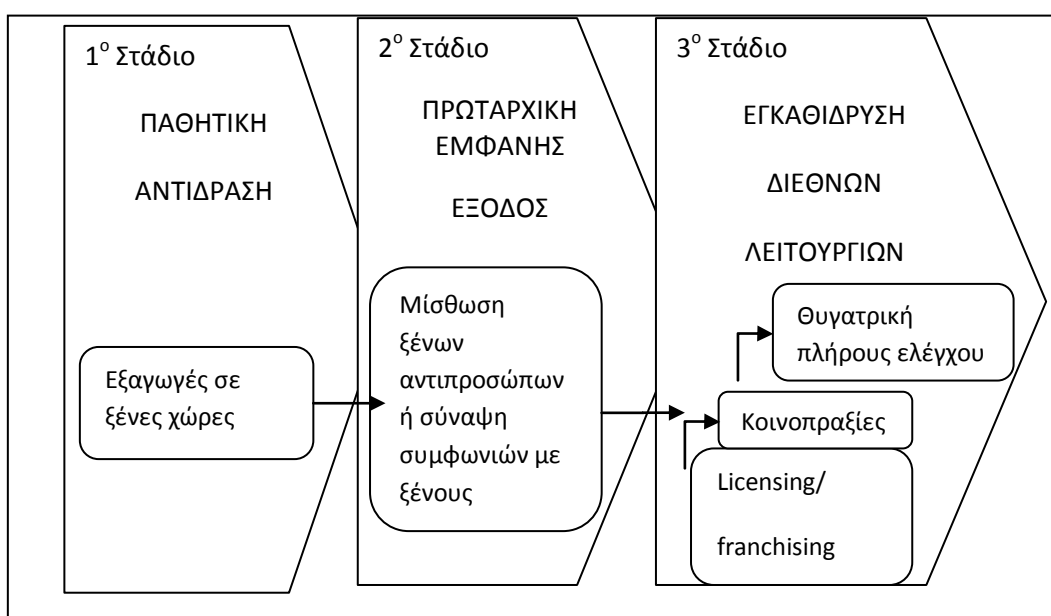 1ο Στάδιο
ΠΑΘΗΤΙΚΗ
ΑΝΤΙΔΡΑΣΗ
Εξαγωγές σε
ξένες χώρες
2ο Στάδιο
ΠΡΩΤΑΡΧΙΚΗ
ΕΜΦΑΝΗΣ
ΕΞΟΔΟΣ
Μίσθωση
ξένων
αντιπροσώπων
ή σύναψη
συμφωνιών με
ξένους
3ο Στάδιο
ΕΓΚΑΘΙΔΡΥΣΗ
ΔΙΕΘΝΩΝ
ΛΕΙΤΟΥΡΓΙΩΝ
Θυγατρική
πλήρους ελέγχου
Κοινοπραξίες
Licensing/
franchising